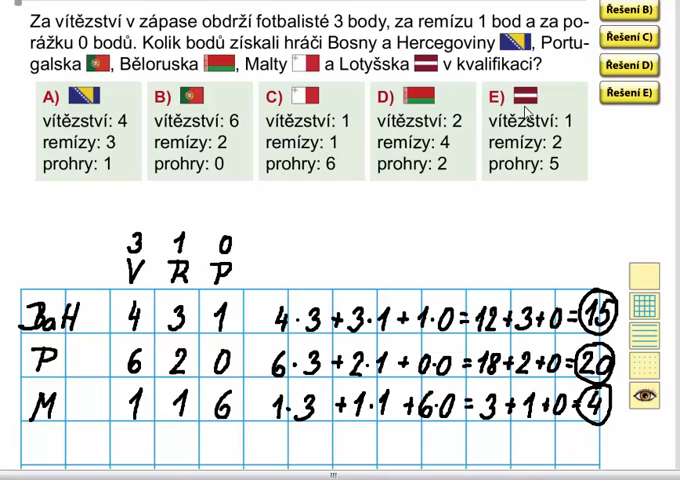 Za vítězství v zápase obdrží fotbalisté 3 body, za remízu 1 bod a za po-
rážku 0 bodů. Kolik bodů získali hráči Bosny a Hercegoviny , Portu-
galska , Běloruska , Malty a Lotyšska v kvalifikaci?
Řešení B)
Řešení C)
Řešení D)
Řešení E)
A)
vítězství: 4
remízy: 3
prohry: 1
B)
vítězství: 6
remízy: 2
prohry: 0
C)
vítězství: 1
remízy: 1
prohry: 6
D)
vítězství: 2
remízy: 4
prohry: 2
E)
vítězství: 1
remízy: 2
prohry: 5
3 1 0
V R P
BaH 4 3 1 4·3 +3·1 +1·0 =12+3+0=15
P 6 2 0 6·3 +2·1 +0·0 =18+2+0=20
M 1 1 6 1·3 +1·1 +6·0 =3+1+0=4